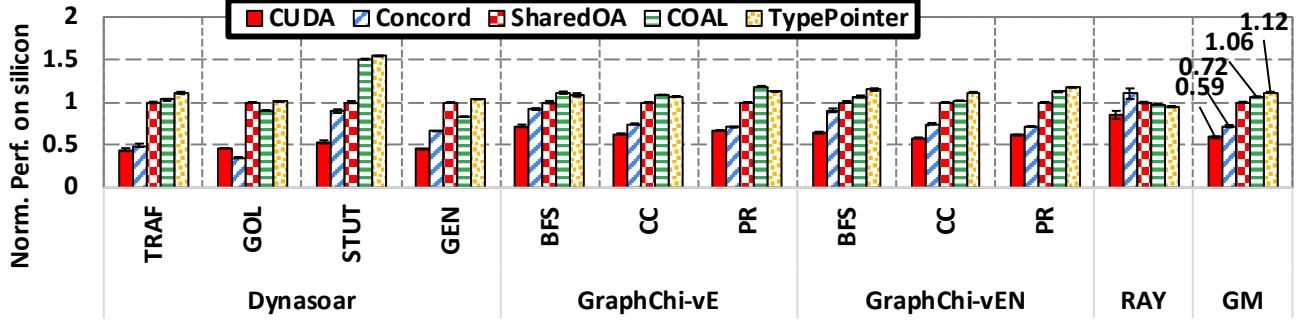 CUDA Concord SharedOA COAL TypePointer
Norm. Perf. on silicon
2
1.5
1
0.5
0
1.12
1.06
0.72
0.59
TRAF GOL STUT GEN BFS CC PR BFS CC PR
Dynasoar GraphChi-vE GraphChi-vEN RAY GM